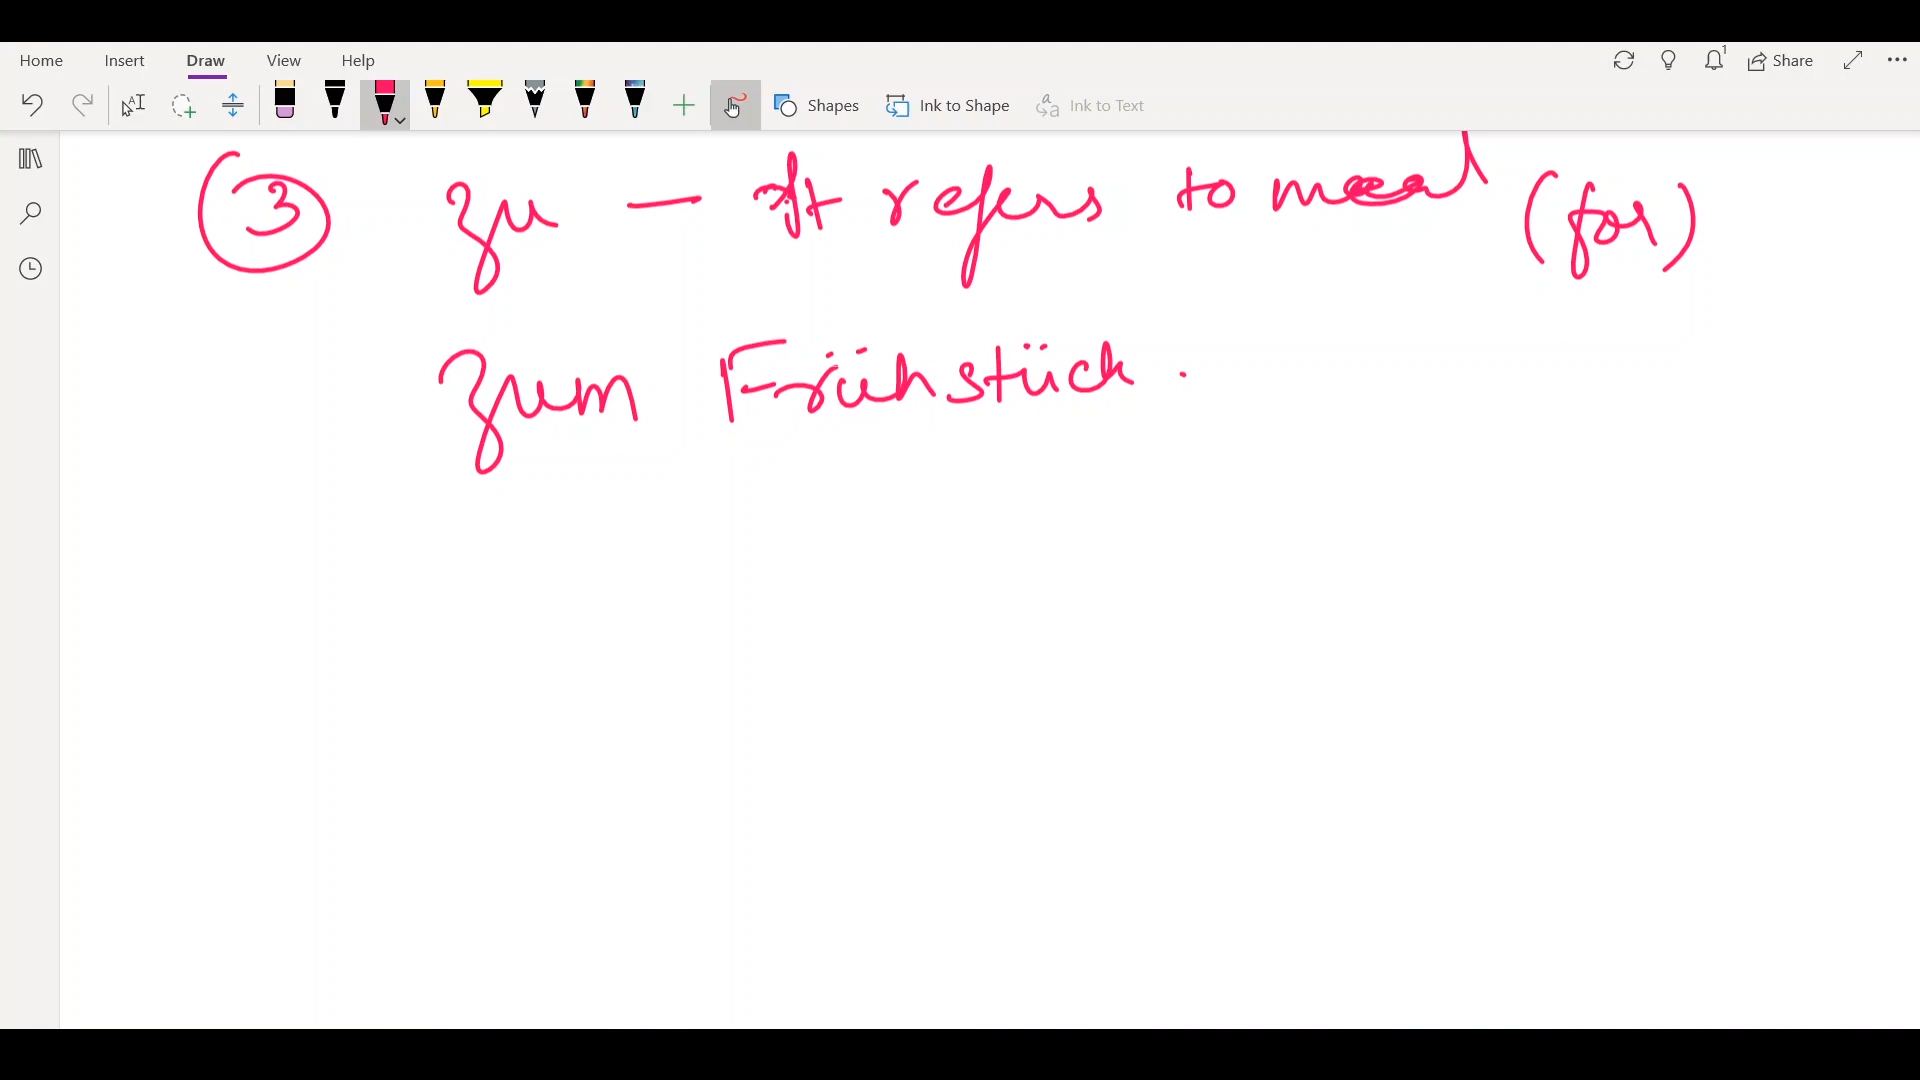 Home Insert Draw View Help 1 Share
Shapes Ink to Shape Ink to Text
3 zu — It refers to meal (for)
zum Frühstück .